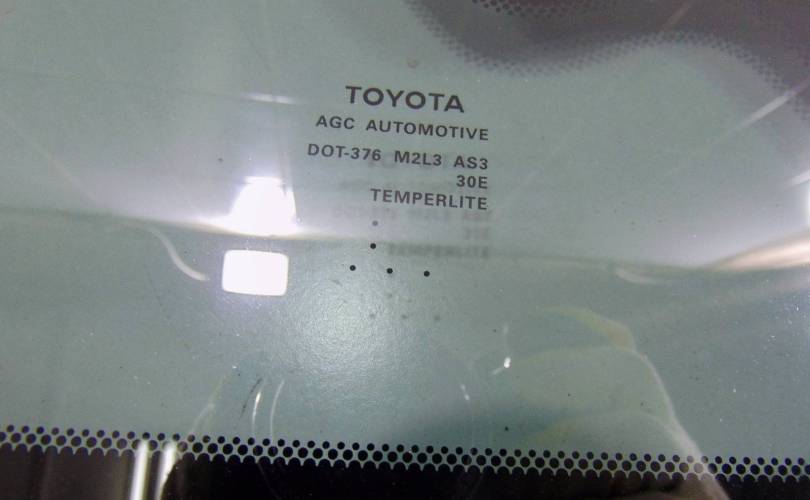 TOYOTA
AGC AUTOMOTIVE
DOT-376 M2L3 AS3
30E
TEMPERLITE